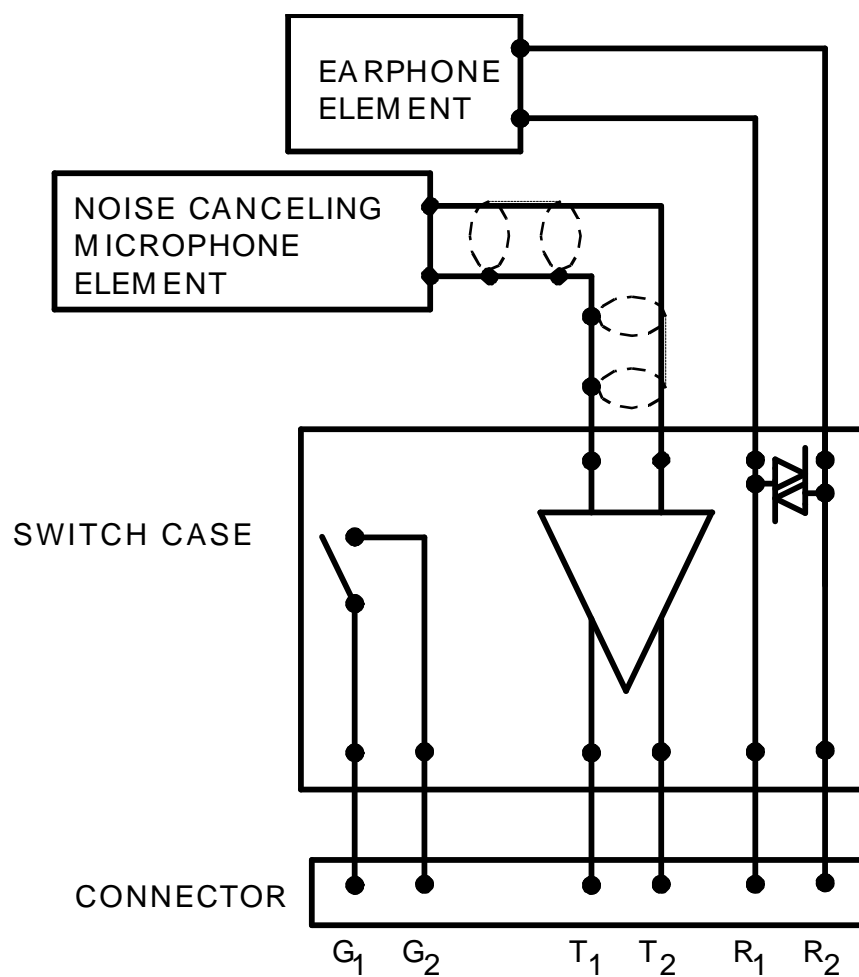 EARPHONE
ELEMENT
NOISE CANCELING
MICROPHONE
ELEMENT
SWITCH CASE
CONNECTOR
G1 G2 T1 T2 R1 R2